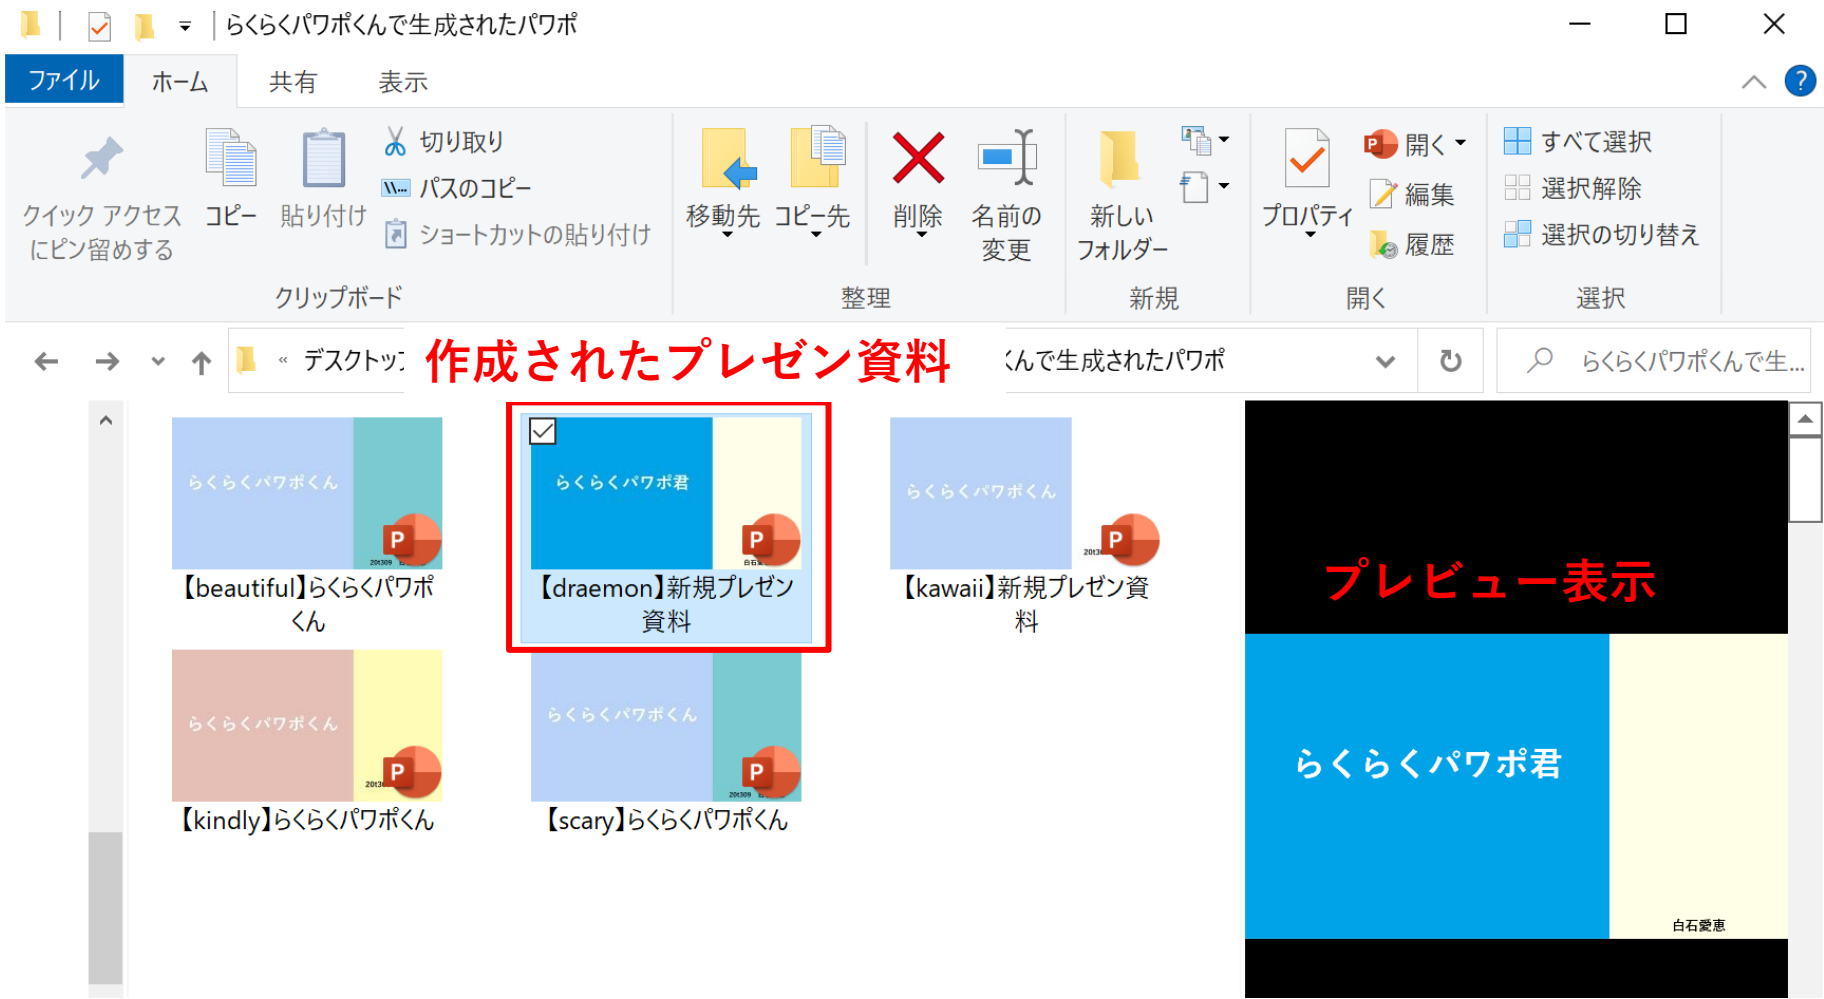 らくらくパワポくんで生成されたパワポ
ファイル ホーム 共有 表示
クイック アクセス
にピン留めする
コピー
貼り付け
切り取り
パスのコピー
ショートカットの貼り付け
クリップボード
移動先
コピー先
削除
名前の
変更
整理
新しい
フォルダー
新規
プロパティ
開く
編集
履歴
開く
すべて選択
選択解除
選択の切り替え
選択
« デスクトップ
作成されたプレゼン資料
くんで生成されたパワポ
らくらくパワポくんで生...
らくらくパワポくん
20t309
P
【beautiful】らくらくパワポ
くん
らくらくパワポ君
P
【draemon】新規プレゼン
資料
らくらくパワポくん
P
【kawaii】新規プレゼン資
料
らくらくパワポくん
P
【kindly】らくらくパワポくん
らくらくパワポくん
20t309
P
【scary】らくらくパワポくん
プレビュー表示
らくらくパワポ君
白石愛恵